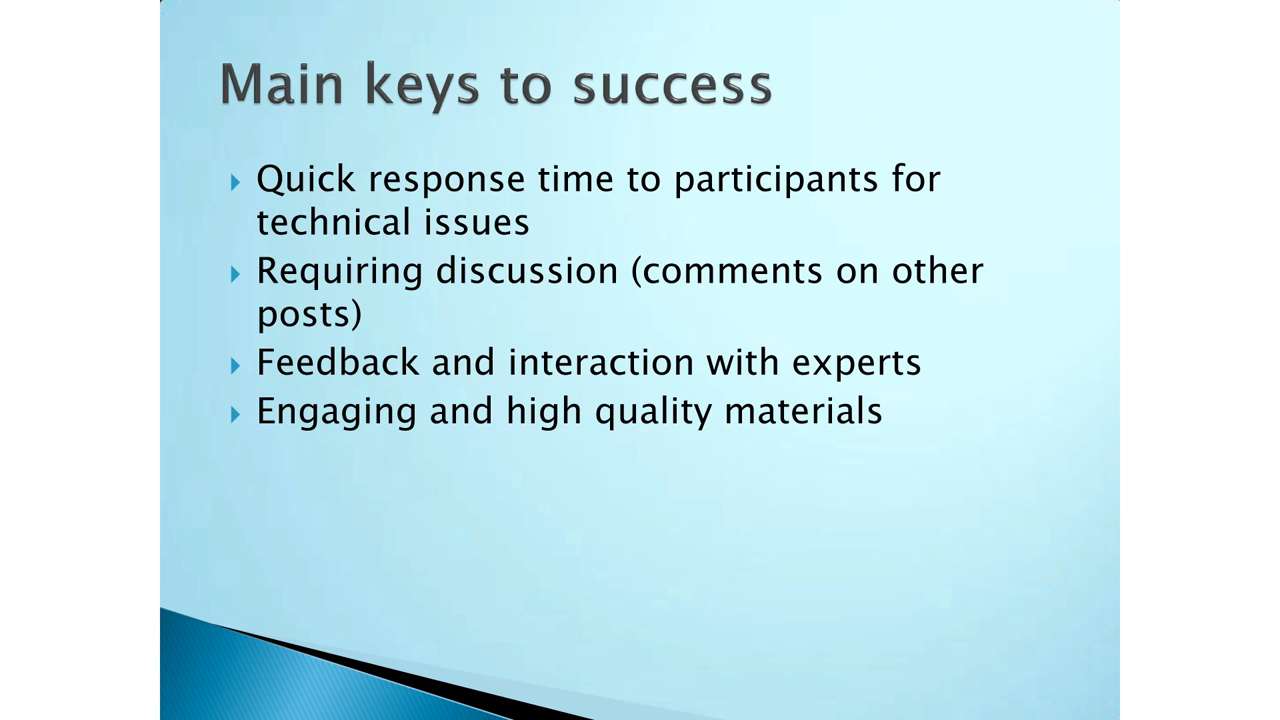 Main keys to success
Quick response time to participants for
technical issues
Requiring discussion (comments on other
posts)
Feedback and interaction with experts
Engaging and high quality materials